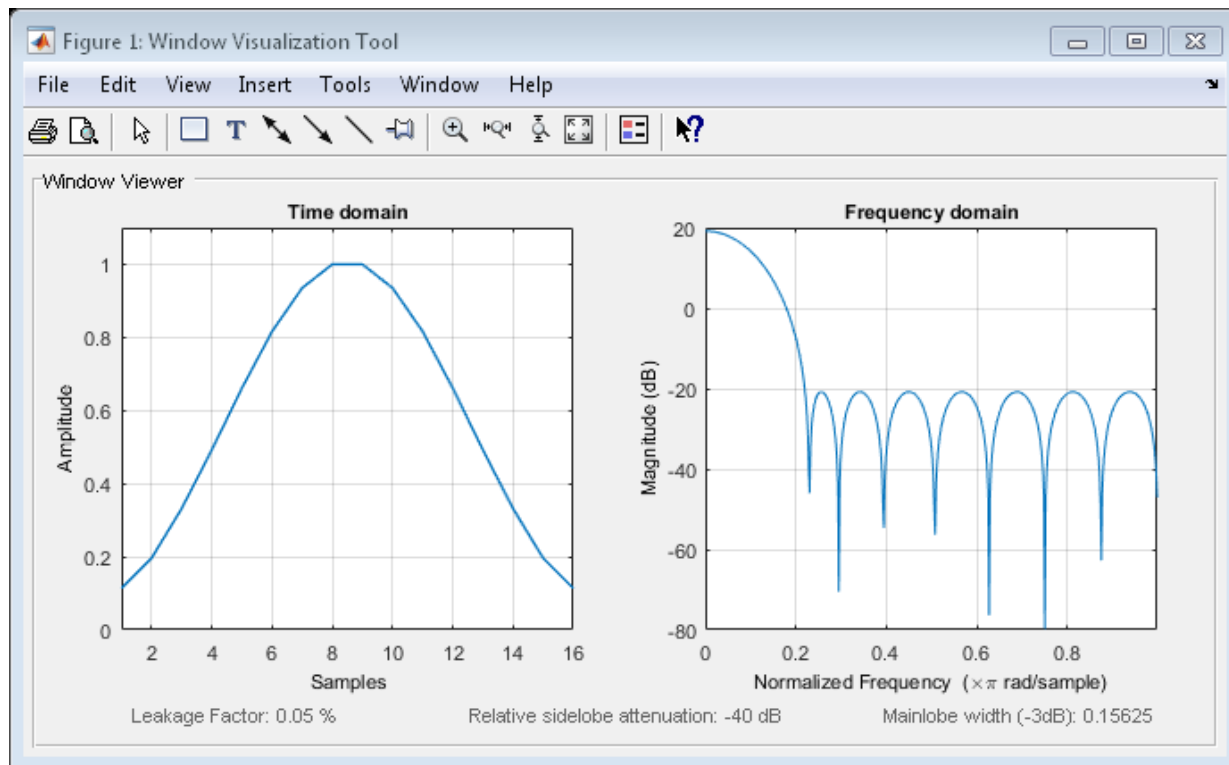 Figure 1: Window Visualization Tool
File Edit View Insert Tools Window Help
T
?
Window Viewer
Time domain
Amplitude
1
0.8
0.6
0.4
0.2
0
2 4 6 8 10 12 14 16
Samples
Frequency domain
Magnitude (dB)
20
0
-20
-40
-60
-80
0 0.2 0.4 0.6 0.8
Normalized Frequency (×π rad/sample)
Leakage Factor: 0.05 % Relative sidelobe attenuation: -40 dB Mainlobe width (-3dB): 0.15625